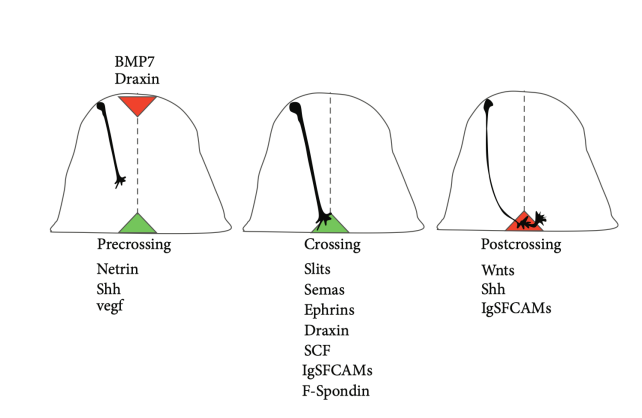 BMP7
Draxin
Precrossing
Netrin
Shh
vegf
Crossing
Slits
Semas
Ephrins
Draxin
SCF
IgSFCAMs
F-Spondin
Postcrossing
Wnts
Shh
IgSFCAMs